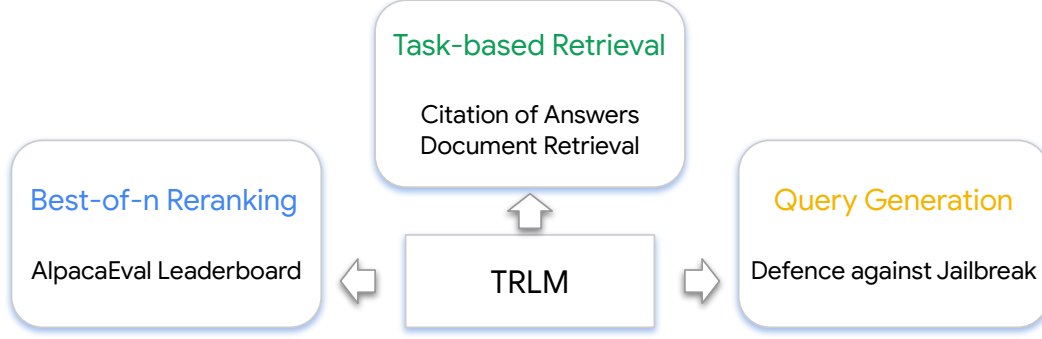 Task-based Retrieval
Citation of Answers
Document Retrieval
Best-of-n Reranking
AlpacaEval Leaderboard
TRLM
Query Generation
Defence against Jailbreak